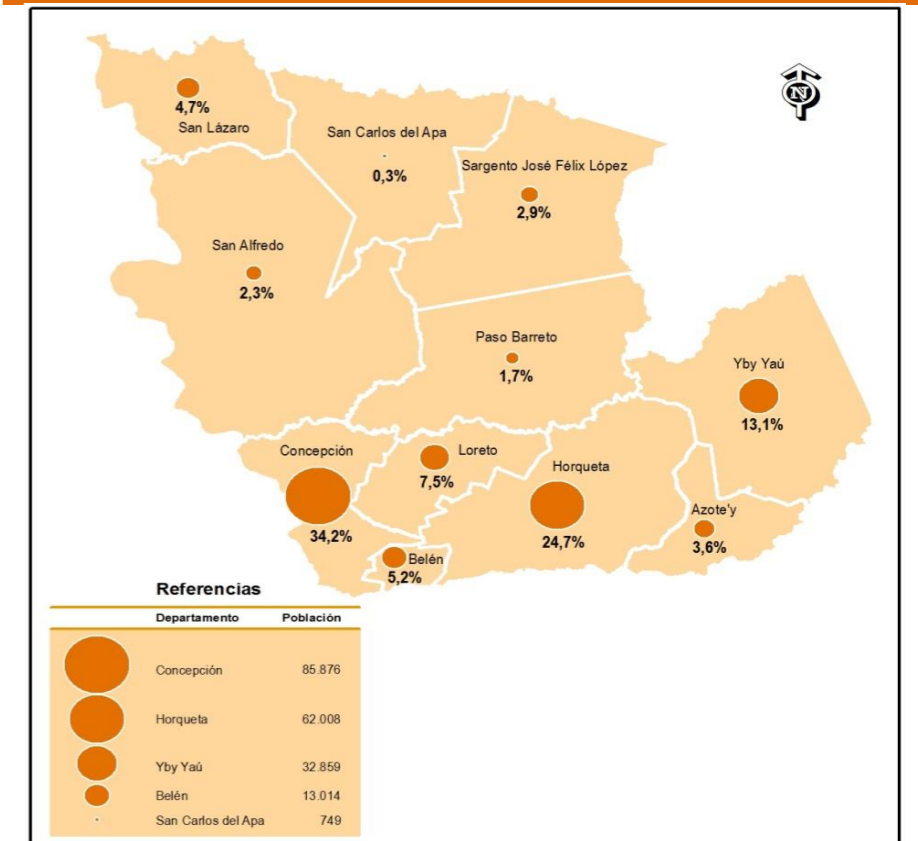 N
4,7%
San Lázaro
San Carlos del Apa
0,3%
Sargento José Félix López
2,9%
San Alfredo
2,3%
Paso Barreto
1,7%
Yby Yaú
13,1%
Concepción
34,2%
Loreto
7,5%
Horqueta
24,7%
Azote'y
3,6%
Belén
5,2%
Referencias
Departamento Población
Concepción 85.876
Horqueta 62.008
Yby Yaú 32.859
Belén 13.014
San Carlos del Apa 749